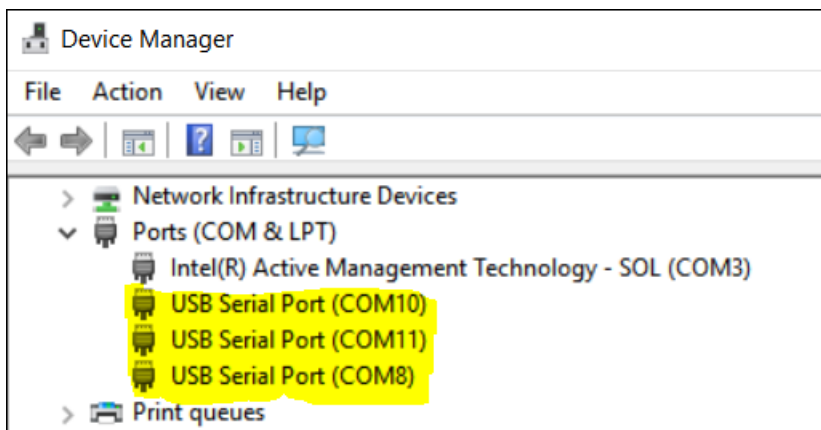 Device Manager
File Action View Help
Network Infrastructure Devices
Ports (COM & LPT)
Intel(R) Active Management Technology - SOL (COM3)
USB Serial Port (COM10)
USB Serial Port (COM11)
USB Serial Port (COM8)
Print queues